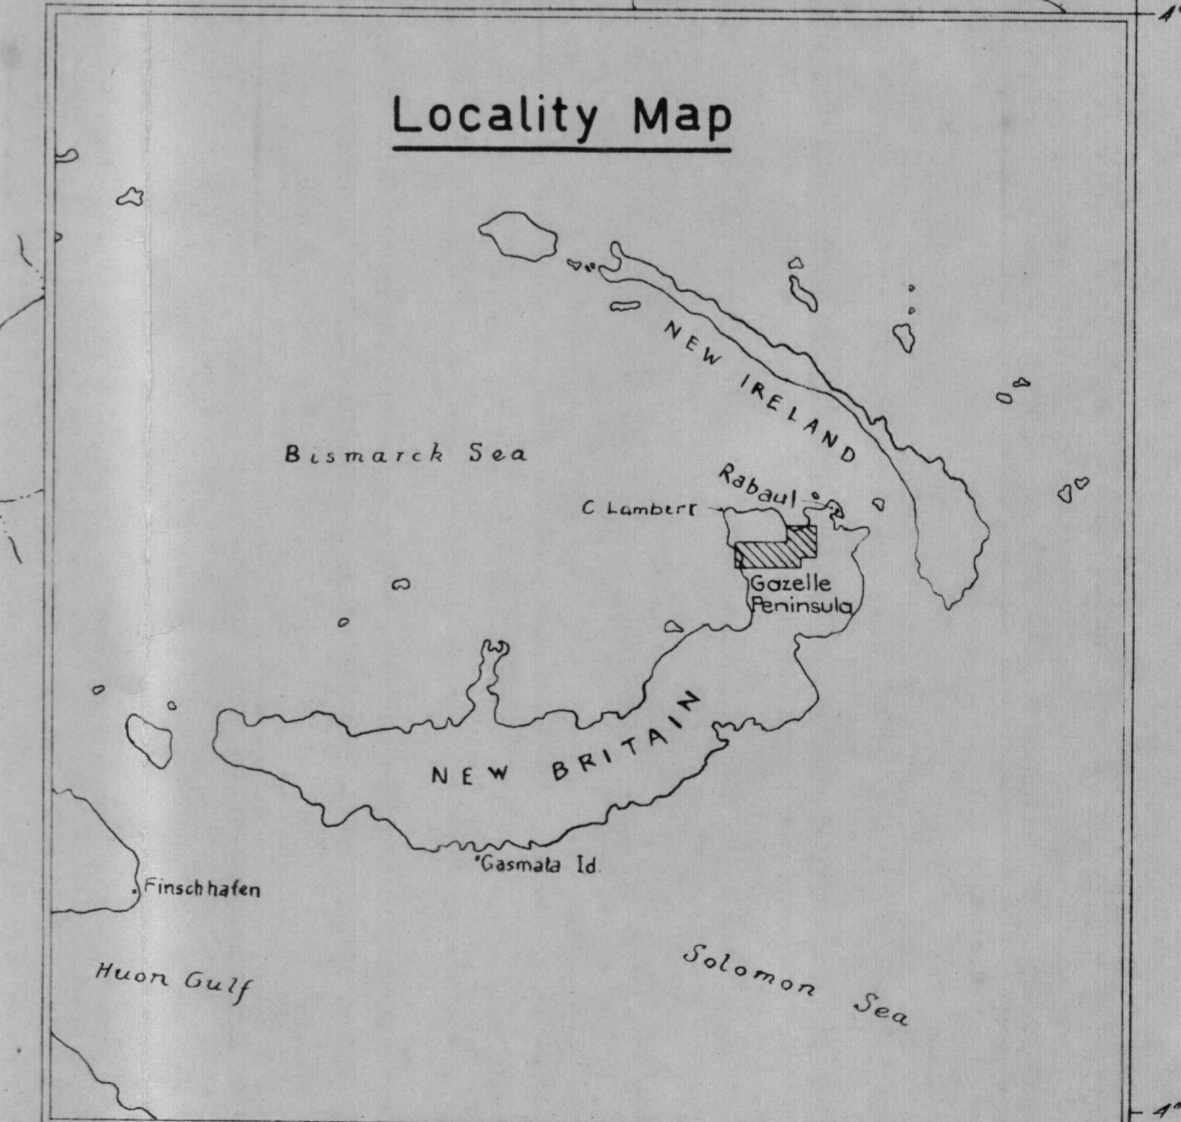 Locality Map
NEW IRELAND
Bismarck Sea
Rabaul
C Lambert
Gazelle
Peninsula
NEW BRITAIN
Gasmata Id.
Finschhafen
Huon Gulf
Solomon Sea